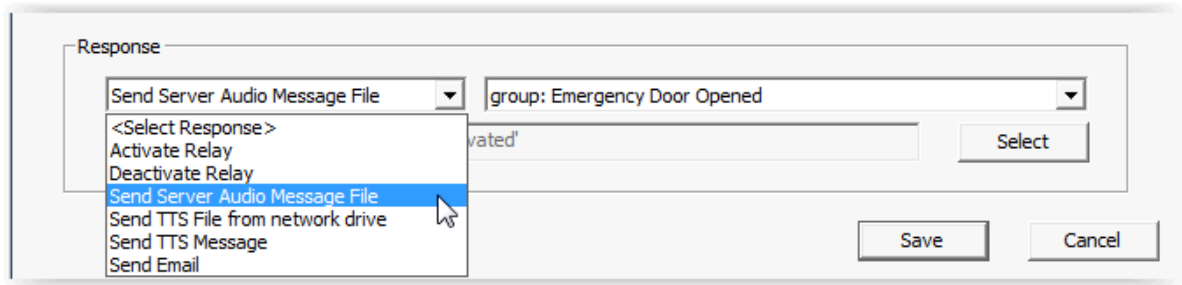 Response
Send Server Audio Message File group: Emergency Door Opened
<Select Response>
vated' Select
Activate Relay
Deactivate Relay
Send Server Audio Message File
Send TTS File from network drive
Send TTS Message
Send Email
Save Cancel